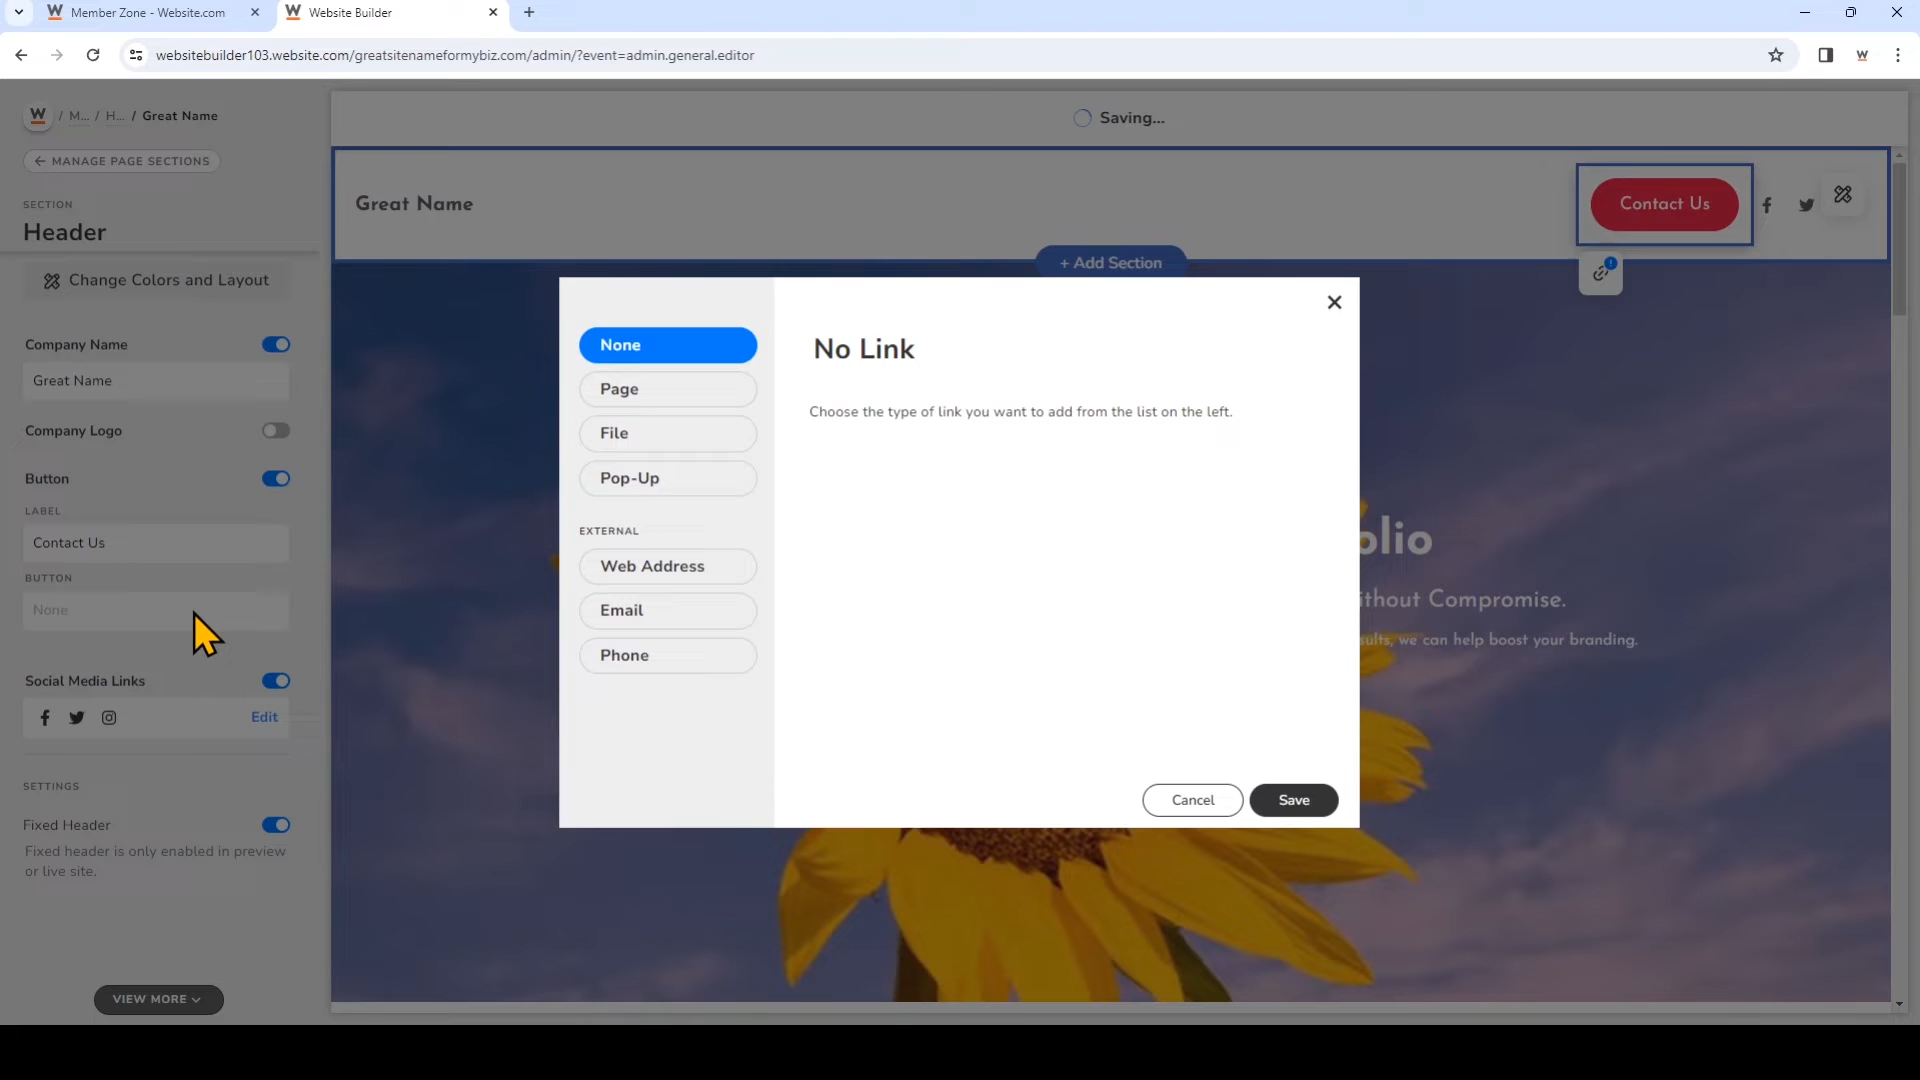 Member Zone - Website.com
Website Builder
websitebuilder103.website.com/greatsitenameformybiz.com/admin/?event=admin.general.editor
W / M... / H... / Great Name
← MANAGE PAGE SECTIONS
SECTION
Header
Change Colors and Layout
Company Name
Great Name
Company Logo
Button
LABEL
Contact Us
BUTTON
None
Social Media Links
Edit
SETTINGS
Fixed Header
Fixed header is only enabled in preview
or live site.
VIEW MORE
Saving...
Great Name
Contact Us
+ Add Section
None
Page
File
Pop-Up
EXTERNAL
Web Address
Email
Phone
No Link
Choose the type of link you want to add from the list on the left.
Cancel
Save
olio
ithout Compromise.
sults, we can help boost your branding.